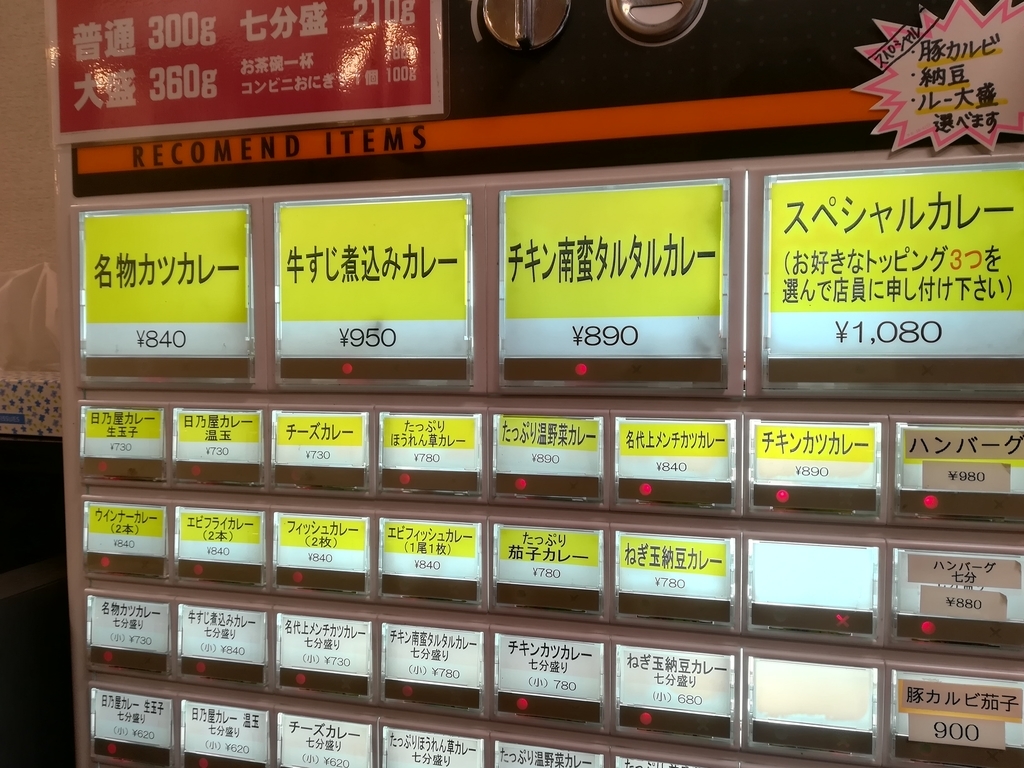 普通 300g 七分盛 210g
大盛 360g お茶碗一杯
コンビニおにぎ 個 100g
スペシャル
・豚カルビ
・納豆
・ルー大盛
選べます
RECOMEND ITEMS
名物カツカレー
¥840
牛すじ煮込みカレー
¥950
チキン南蛮タルタルカレー
¥890
スペシャルカレー
(お好きなトッピング3つを
選んで店員に申し付け下さい)
¥1,080
日乃屋カレー
生玉子
¥730
日乃屋カレー
温玉
¥730
チーズカレー
¥730
たっぷり
ほうれん草カレー
¥780
たっぷり温野菜カレー
¥890
名代上メンチカツカレー
¥840
チキンカツカレー
¥890
ハンバーグ
¥980
ウインナーカレー
(2本)
¥840
エビフライカレー
(2本)
¥840
フィッシュカレー
(2枚)
¥840
エビフィッシュカレー
(1尾1枚)
¥840
たっぷり
茄子カレー
¥780
ねぎ玉納豆カレー
¥780
ハンバーグ
七分
¥880
名物カツカレー
七分盛り
(小) ¥730
牛すじ煮込みカレー
七分盛り
(小) ¥840
名代上メンチカツカレー
七分盛り
(小) ¥730
チキン南蛮タルタルカレー
七分盛り
(小) ¥780
チキンカツカレー
七分盛り
(小) 780
ねぎ玉納豆カレー
七分盛り
(小) 680
豚カルビ茄子
900
日乃屋カレー 生玉子
七分盛り
(小) ¥620
日乃屋カレー 温玉
七分盛り
(小) ¥620
チーズカレー
七分盛り
(小) ¥620
たっぷりほうれん草カレー
七分盛り
たっぷり温野菜カレー